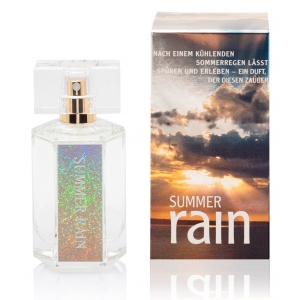 NACH EINEM KÜHLENDEN
SOMMERREGEN LÄSST
SPÜREN UND ERLEBEN – EIN DUFT,
DER DIESEN ZAUBER
SUMMER
rain
SUMMER RAIN